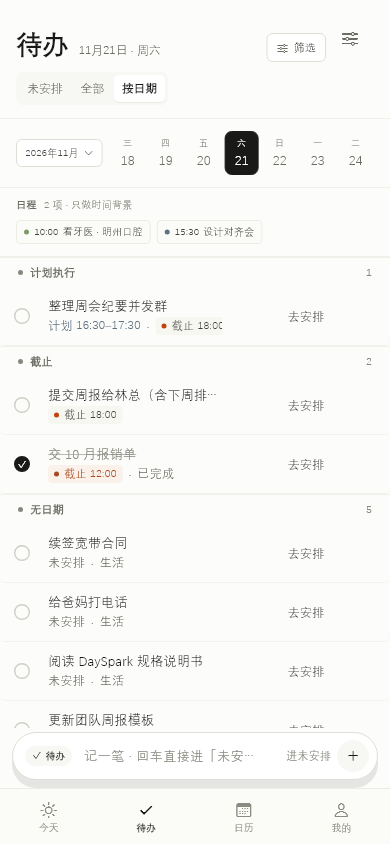 待办 11月21日 · 周六 筛选
未安排 全部 按日期
2026年11月 三 18 四 19 五 20 六 21 日 22 一 23 二 24
日程 2 项 · 只做时间背景
10:00 看牙医 · 明州口腔 15:30 设计对齐会
计划执行 1
整理周会纪要并发群
计划 16:30–17:30 · 截止 18:00 去安排
截止 2
提交周报给林总（含下周排…
截止 18:00 去安排
交 10 月报销单
截止 12:00 · 已完成 去安排
无日期 5
续签宽带合同
未安排 · 生活 去安排
给爸妈打电话
未安排 · 生活 去安排
阅读 DaySpark 规格说明书
未安排 · 生活 去安排
更新团队周报模板
待办 记一笔 · 回车直接进「未安… 进未安排
今天 待办 日历 我的